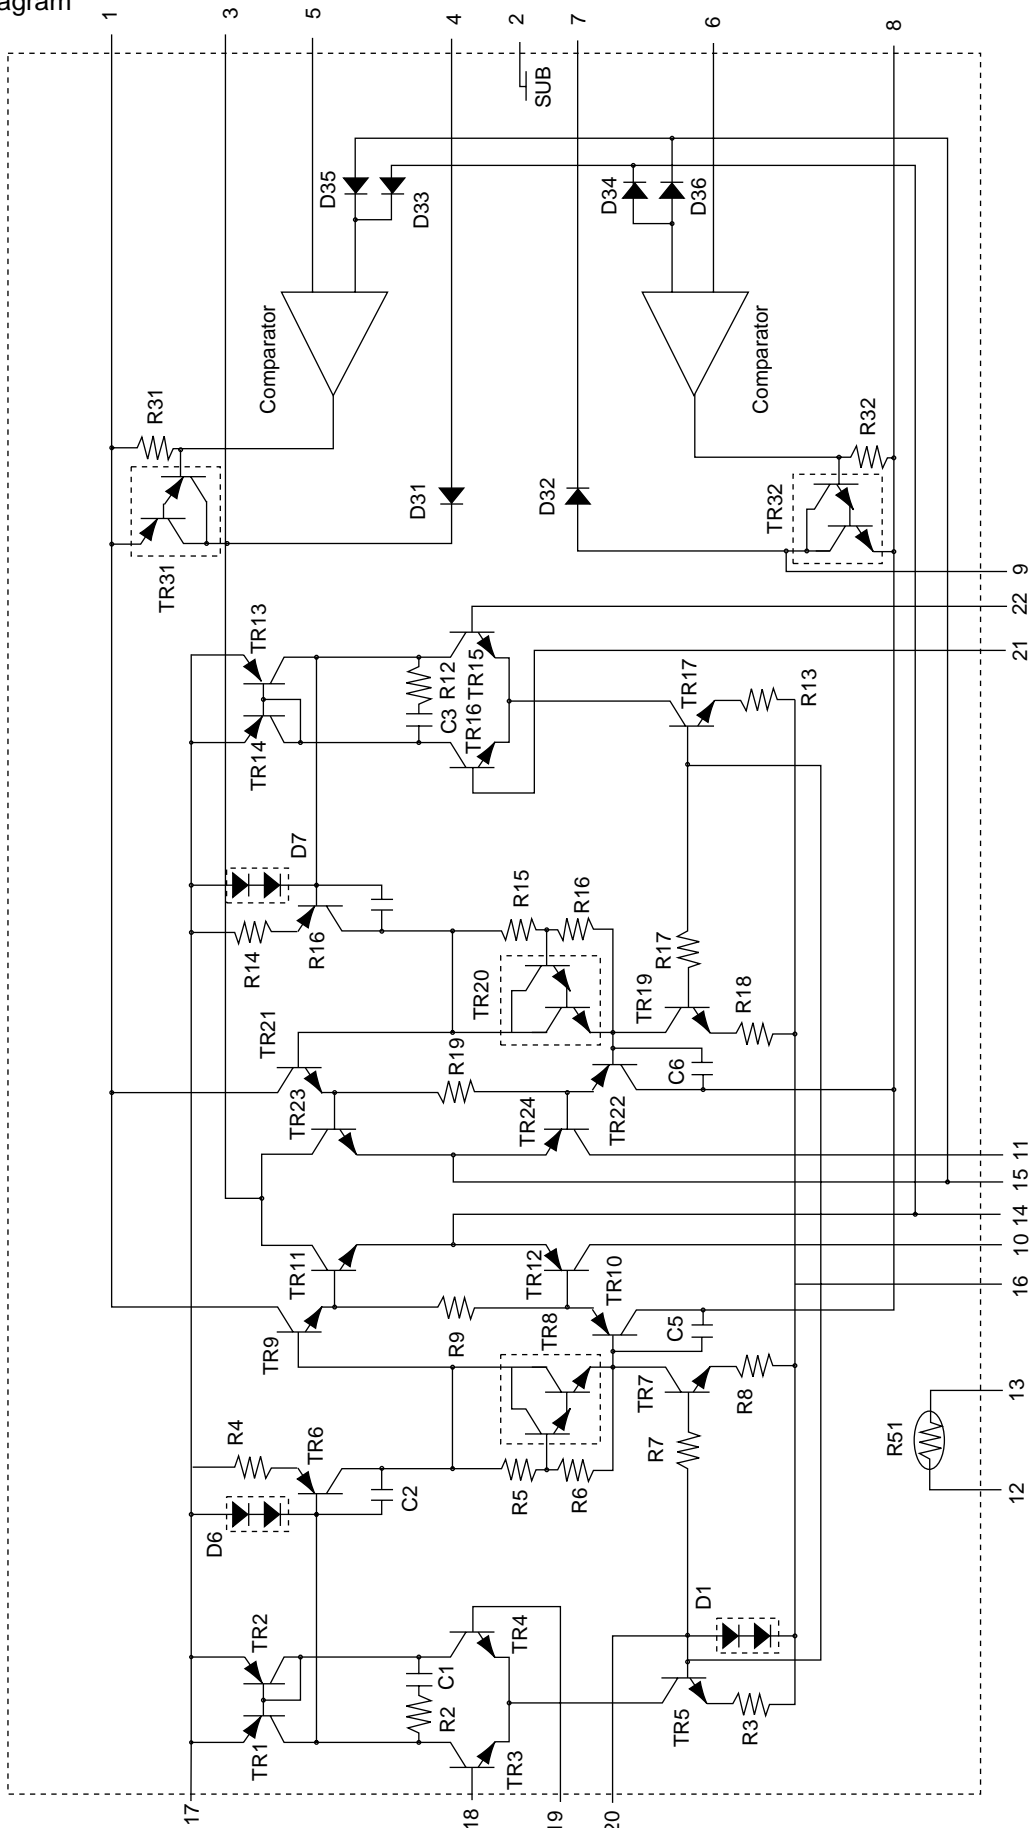 agram
1
3
5
4
2
7
6
8
SUB
D35
D33
D34
D36
Comparator
Comparator
R31
R32
TR31
D31
D32
TR32
9
22
21
TR13
TR14
R12
TR15
C3
TR16
TR17
R13
D7
R14
R16
R15
R16
TR20
R17
TR19
R18
TR21
R19
C6
TR23
TR24
TR22
11
15
14
10
16
TR11
TR12
TR10
TR9
R9
TR8
C5
TR7
R8
R4
TR6
R7
D6
C2
R5
R6
R51
13
12
D1
TR2
TR1
C1
R2
TR4
TR3
TR5
R3
17
18
19
20